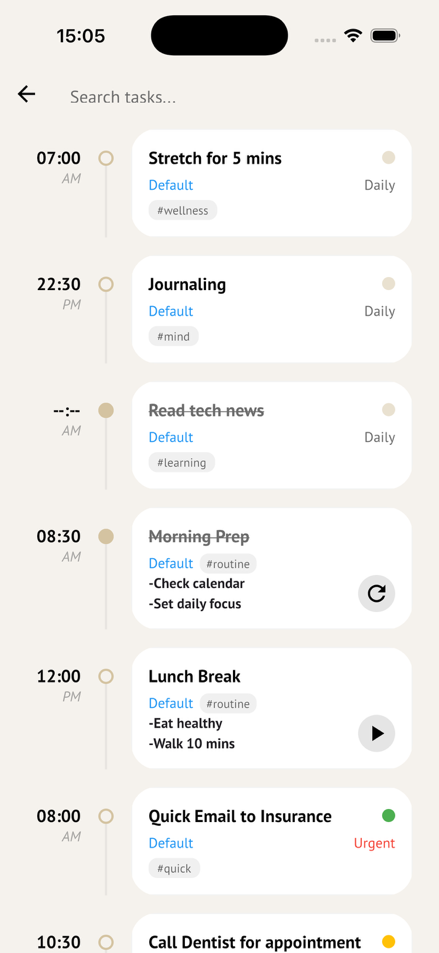 15:05
Search tasks...
07:00 Stretch for 5 mins
AM Default Daily
#wellness
22:30 Journaling
PM Default Daily
#mind
--:-- Read tech news
AM Default Daily
#learning
08:30 Morning Prep
AM Default #routine
-Check calendar
-Set daily focus
12:00 Lunch Break
PM Default #routine
-Eat healthy
-Walk 10 mins
08:00 Quick Email to Insurance
AM Default Urgent
#quick
10:30 Call Dentist for appointment